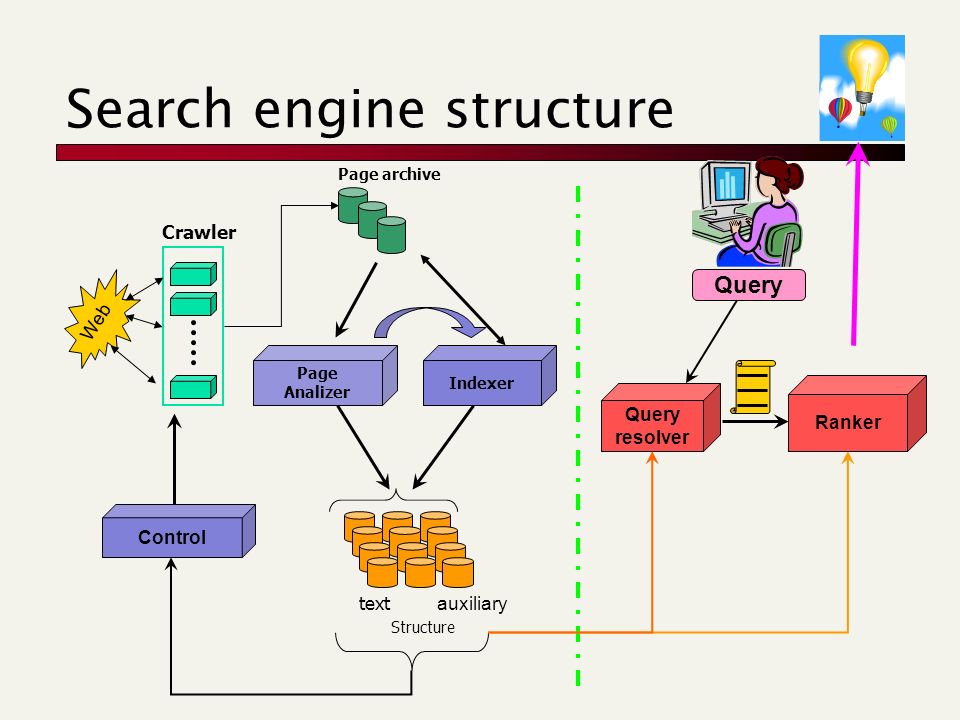 Search engine structure
Page archive
Crawler
Web
Query
Page
Analizer
Indexer
Query
resolver
Ranker
Control
text auxiliary
Structure